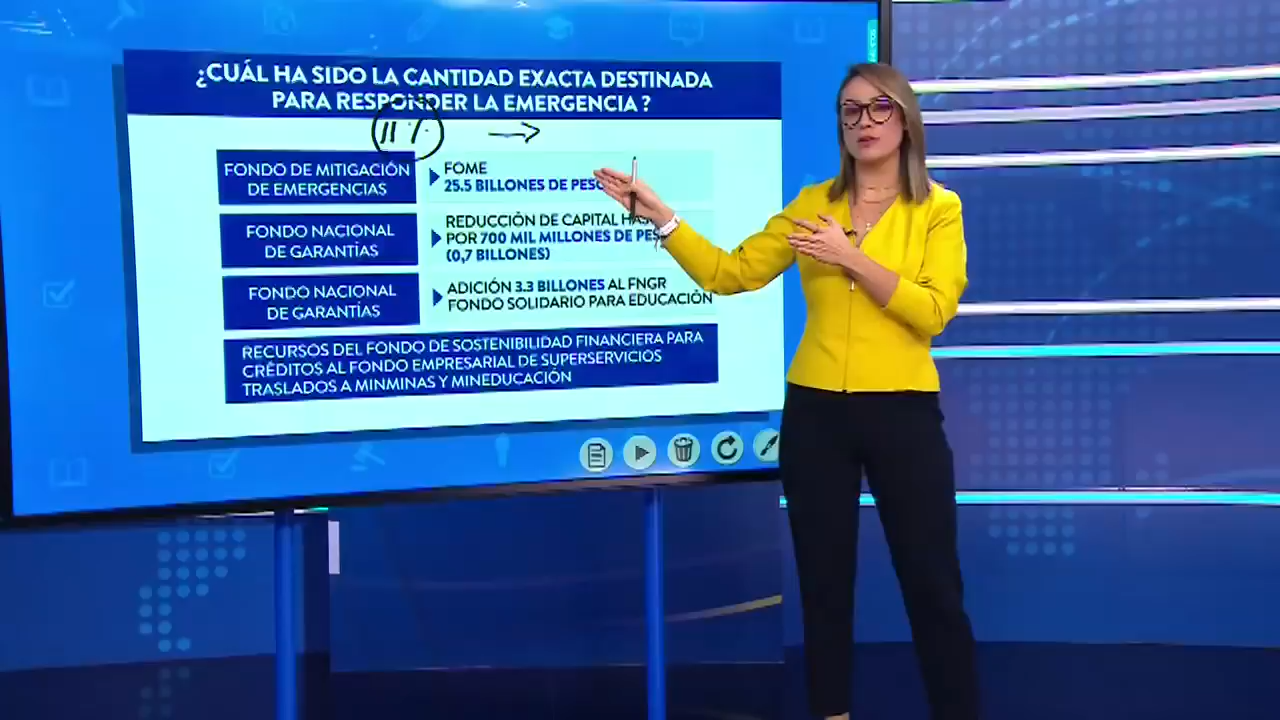 ¿CUÁL HA SIDO LA CANTIDAD EXACTA DESTINADA
PARA RESPONDER LA EMERGENCIA ?
11 %
FONDO DE MITIGACIÓN
DE EMERGENCIAS
FOME
25.5 BILLONES DE
FONDO NACIONAL
DE GARANTÍAS
REDUCCIÓN DE CAPITAL
POR 700 MIL MILLONES DE
(0,7 BILLONES)
FONDO NACIONAL
DE GARANTÍAS
ADICIÓN 3.3 BILLONES AL FNGR
FONDO SOLIDARIO PARA EDUCACIÓN
RECURSOS DEL FONDO DE SOSTENIBILIDAD FINANCIERA PARA
CRÉDITOS AL FONDO EMPRESARIAL DE SUPERSERVICIOS
TRASLADOS A MINMINAS Y MINEDUCACIÓN